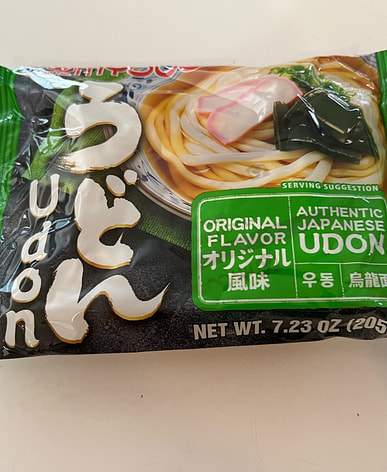 うどん
Udon
SERVING SUGGESTION
ORIGINAL
FLAVOR
オリジナル
風味
AUTHENTIC
JAPANESE
UDON
우동 烏龍面
NET WT. 7.23 OZ (205